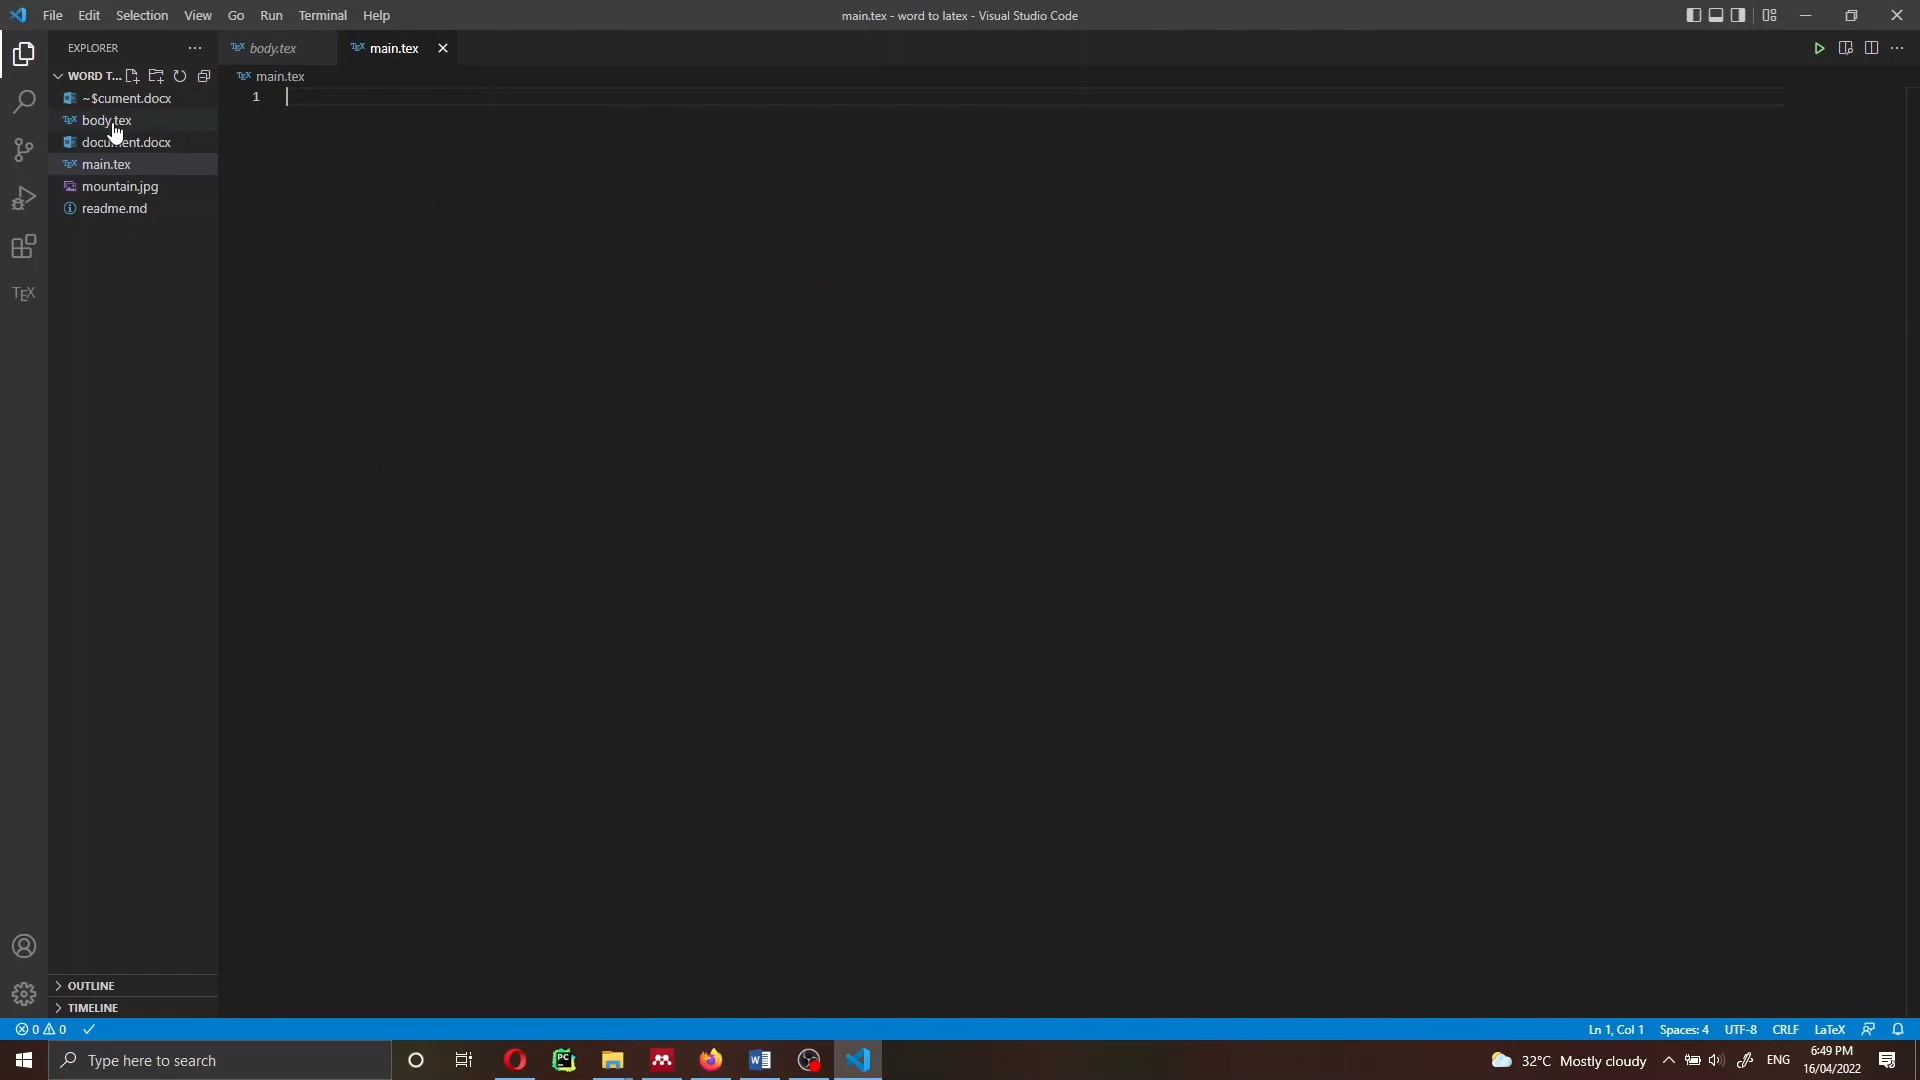 File Edit Selection View Go Run Terminal Help
main.tex - word to latex - Visual Studio Code
EXPLORER
body.tex
main.tex
WORD T...
main.tex
~$cument.docx
1
body.tex
document.docx
main.tex
mountain.jpg
readme.md
TEX
OUTLINE
TIMELINE
0 0
Ln 1, Col 1 Spaces: 4 UTF-8 CRLF LaTeX
Type here to search
32°C Mostly cloudy
ENG
6:49 PM
16/04/2022